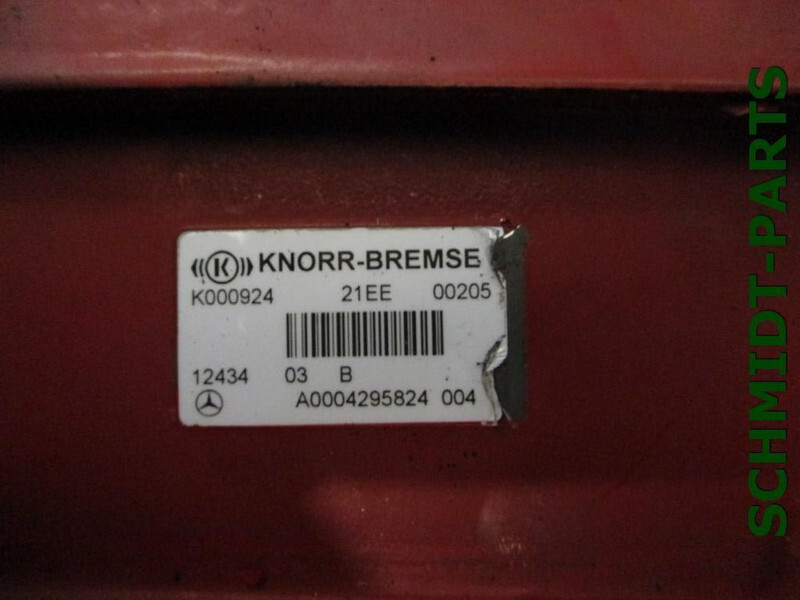 K KNORR-BREMSE
K000924 21EE 00205
12434 03 B
A0004295824 004
SCHMIDT-PARTS